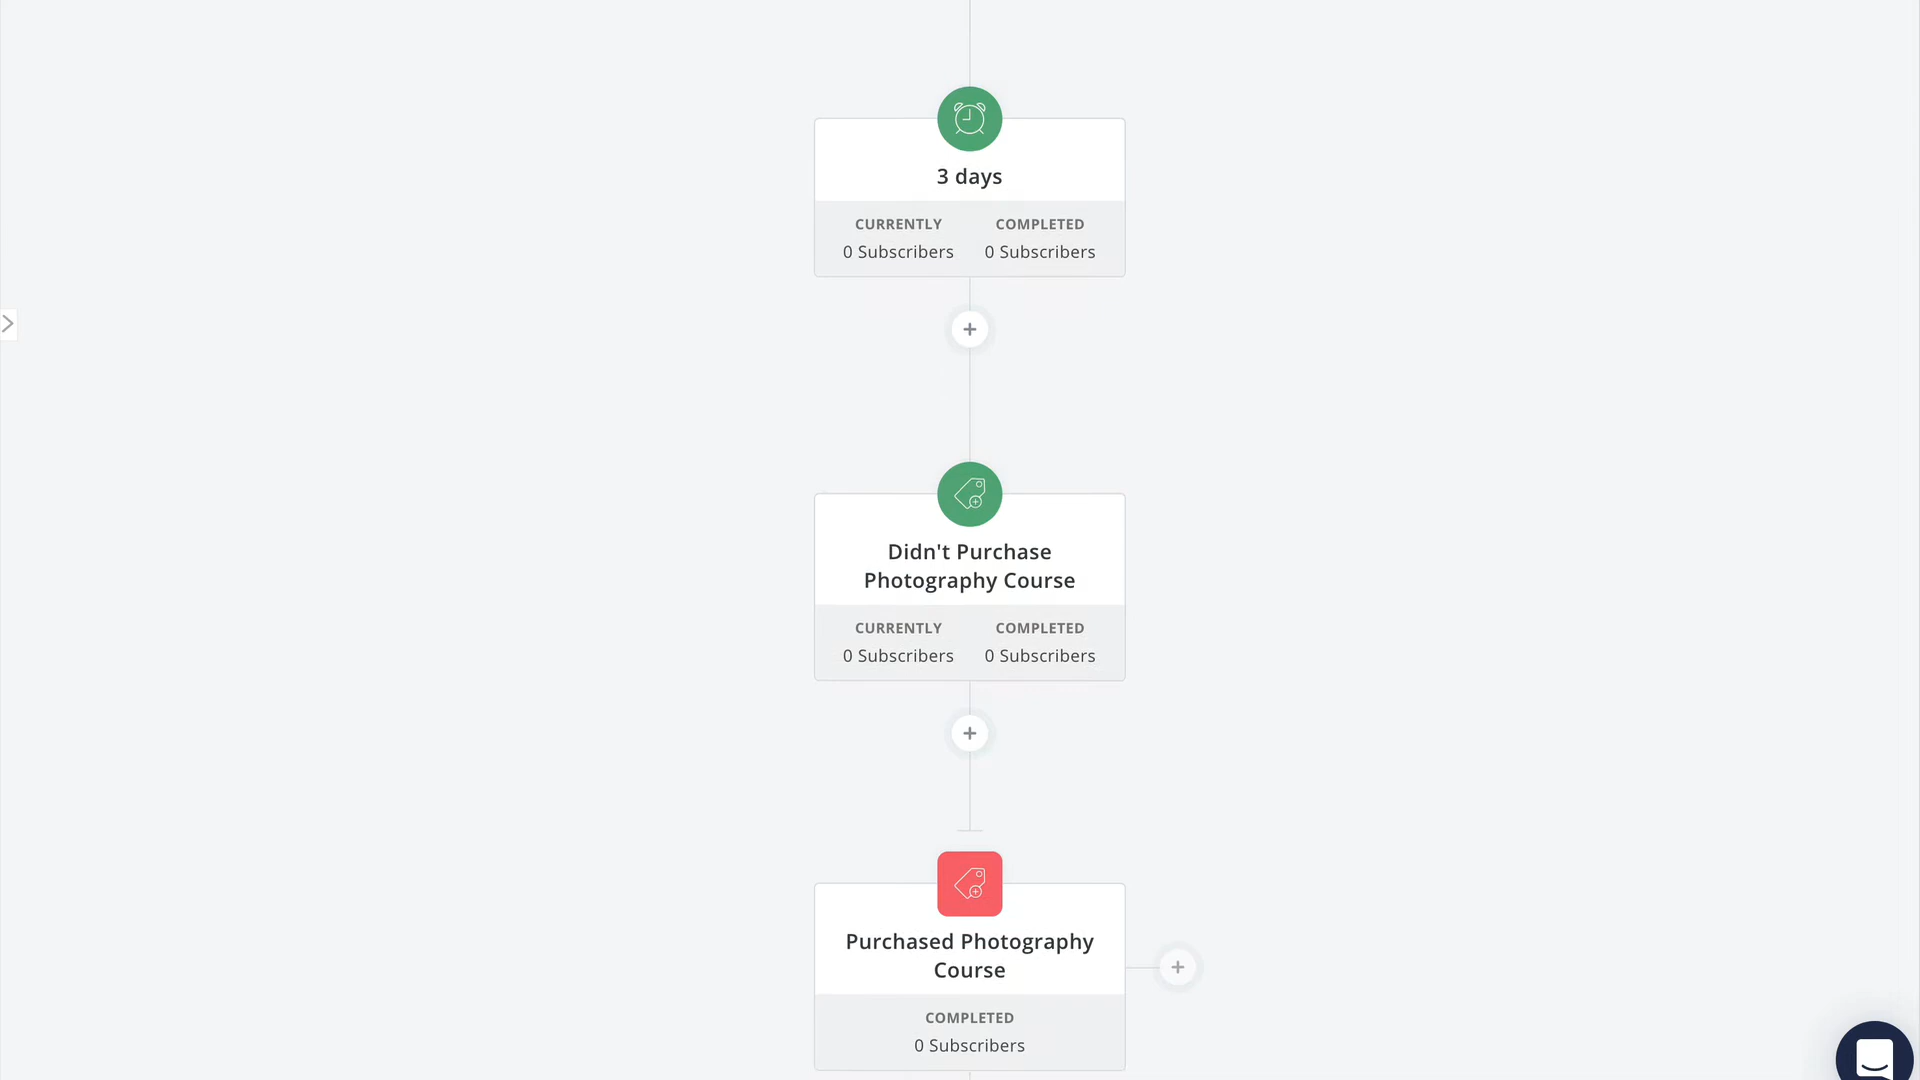 3 days
CURRENTLY COMPLETED
0 Subscribers 0 Subscribers
Didn't Purchase
Photography Course
CURRENTLY COMPLETED
0 Subscribers 0 Subscribers
Purchased Photography
Course
COMPLETED
0 Subscribers